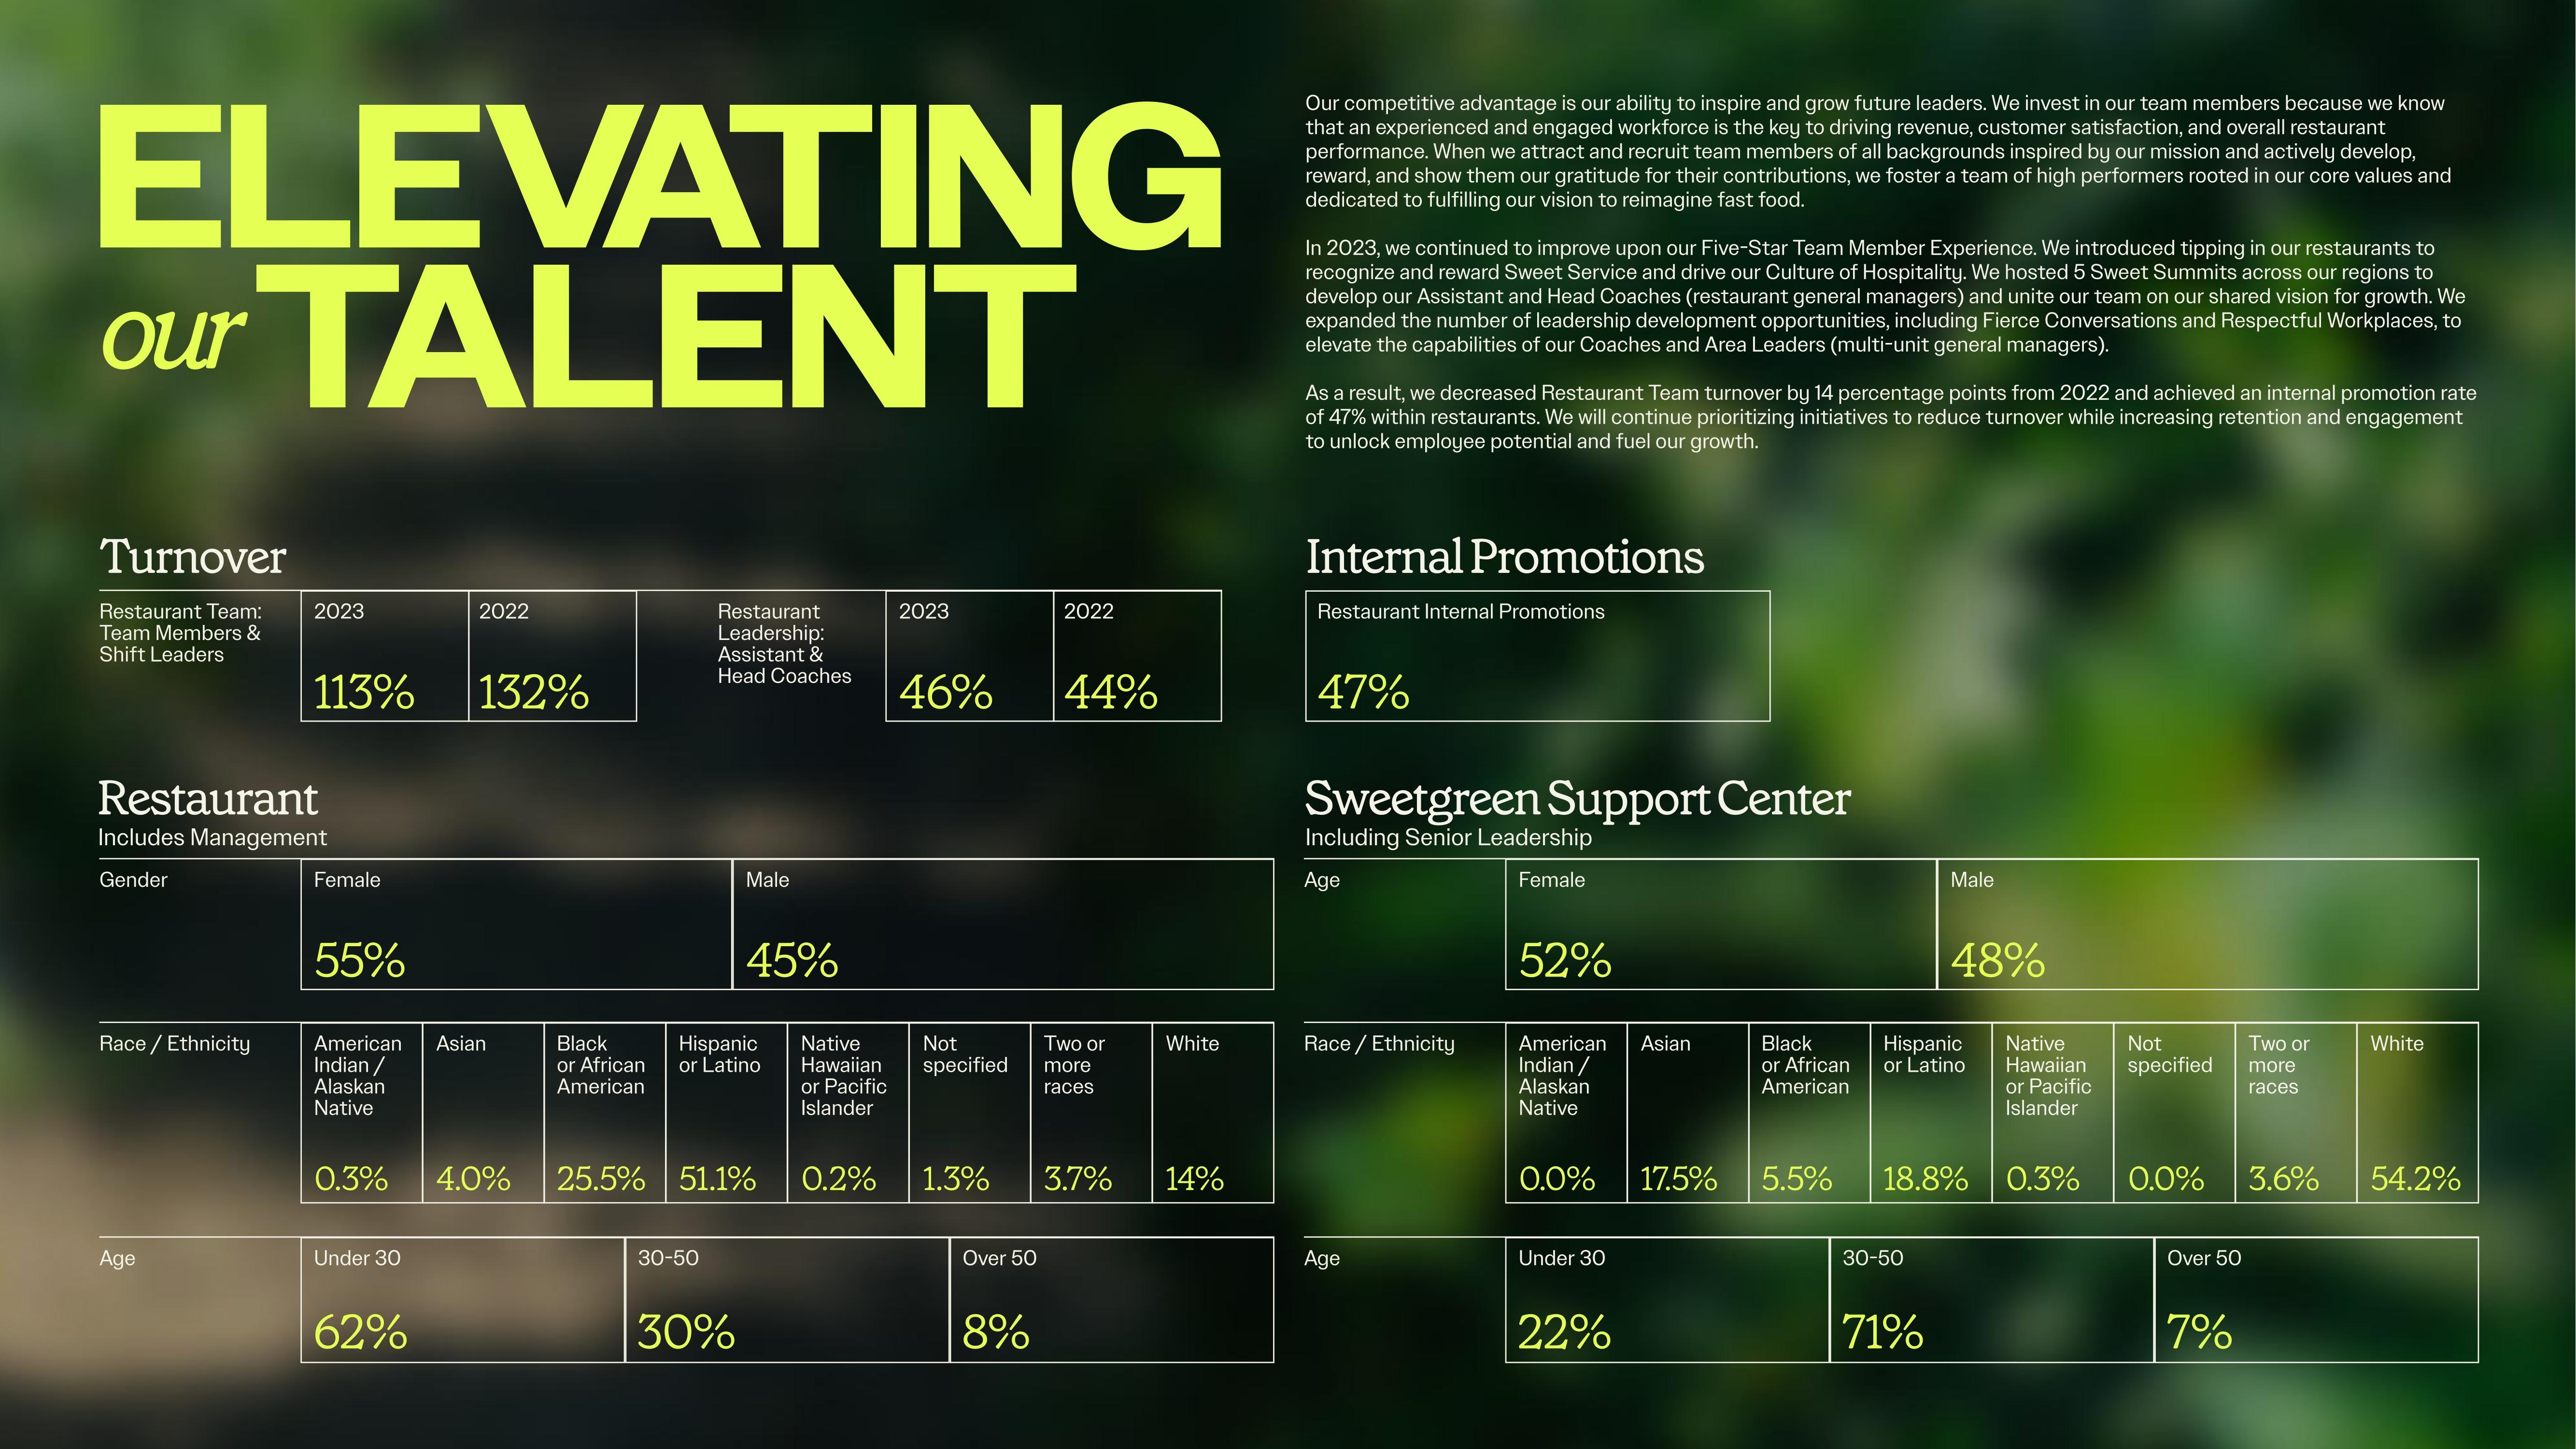 ELEVATING
our TALENT
Our competitive advantage is our ability to inspire and grow future leaders. We invest in our team members because we know
that an experienced and engaged workforce is the key to driving revenue, customer satisfaction, and overall restaurant
performance. When we attract and recruit team members of all backgrounds inspired by our mission and actively develop,
reward, and show them our gratitude for their contributions, we foster a team of high performers rooted in our core values and
dedicated to fulfilling our vision to reimagine fast food.
In 2023, we continued to improve upon our Five-Star Team Member Experience. We introduced tipping in our restaurants to
recognize and reward Sweet Service and drive our Culture of Hospitality. We hosted 5 Sweet Summits across our regions to
develop our Assistant and Head Coaches (restaurant general managers) and unite our team on our shared vision for growth. We
expanded the number of leadership development opportunities, including Fierce Conversations and Respectful Workplaces, to
elevate the capabilities of our Coaches and Area Leaders (multi-unit general managers).
As a result, we decreased Restaurant Team turnover by 14 percentage points from 2022 and achieved an internal promotion rate
of 47% within restaurants. We will continue prioritizing initiatives to reduce turnover while increasing retention and engagement
to unlock employee potential and fuel our growth.
Turnover
Restaurant Team:
Team Members &
Shift Leaders
2023
113%
2022
132%
Restaurant
Leadership:
Assistant &
Head Coaches
2023
46%
2022
44%
Internal Promotions
Restaurant Internal Promotions
47%
Restaurant
Includes Management
Gender
Female
55%
Male
45%
Race / Ethnicity
American
Indian /
Alaskan
Native
0.3%
Asian
4.0%
Black
or African
American
25.5%
Hispanic
or Latino
51.1%
Native
Hawaiian
or Pacific
Islander
0.2%
Not
specified
1.3%
Two or
more
races
3.7%
White
14%
Age
Under 30
62%
30-50
30%
Over 50
8%
Sweetgreen Support Center
Including Senior Leadership
Age
Female
52%
Male
48%
Race / Ethnicity
American
Indian /
Alaskan
Native
0.0%
Asian
17.5%
Black
or African
American
5.5%
Hispanic
or Latino
18.8%
Native
Hawaiian
or Pacific
Islander
0.3%
Not
specified
0.0%
Two or
more
races
3.6%
White
54.2%
Age
Under 30
22%
30-50
71%
Over 50
7%